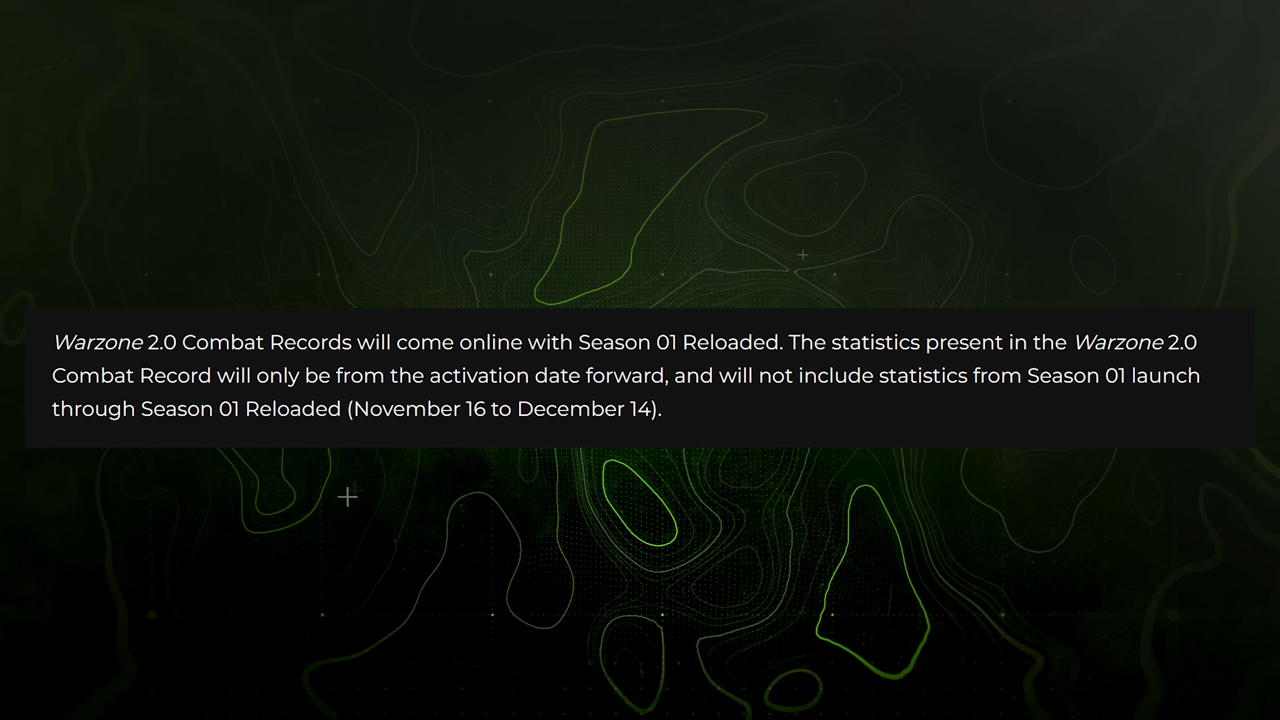 Warzone 2.0 Combat Records will come online with Season 01 Reloaded. The statistics present in the Warzone 2.0
Combat Record will only be from the activation date forward, and will not include statistics from Season 01 launch
through Season 01 Reloaded (November 16 to December 14).